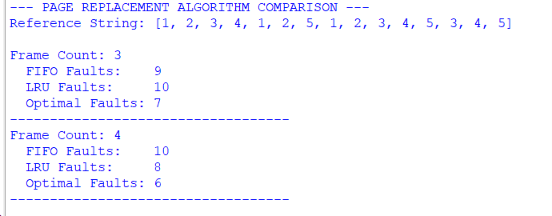 --- PAGE REPLACEMENT ALGORITHM COMPARISON ---
Reference String: [1, 2, 3, 4, 1, 2, 5, 1, 2, 3, 4, 5, 3, 4, 5]

Frame Count: 3
  FIFO Faults:    9
  LRU Faults:     10
  Optimal Faults: 7
-----------------------------------
Frame Count: 4
  FIFO Faults:    10
  LRU Faults:     8
  Optimal Faults: 6
-----------------------------------